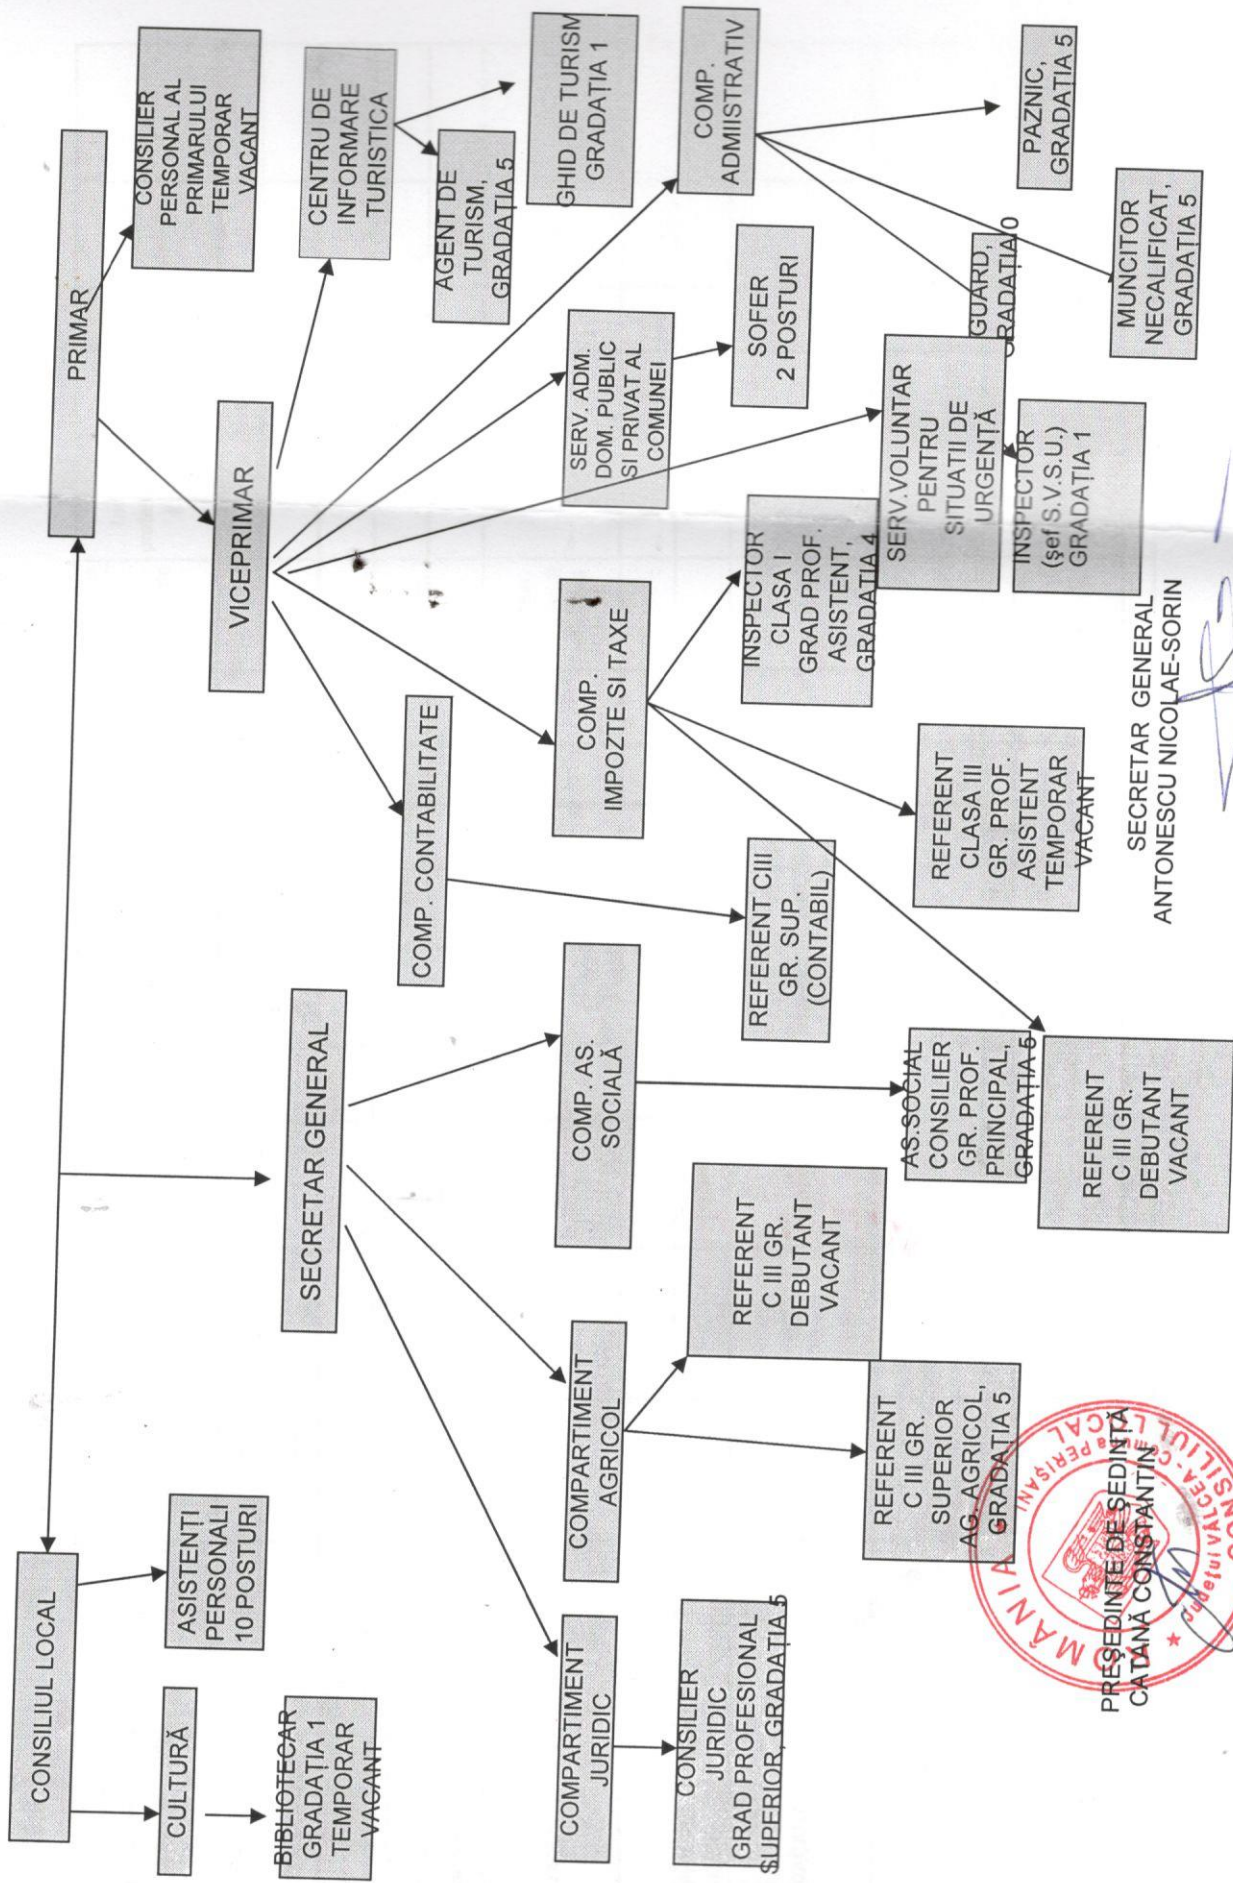 CONSILIUL LOCAL
PRIMAR
CULTURĂ
ASISTENȚI
PERSONALI
10 POSTURI
CONSILIER
PERSONAL AL
PRIMARULUI
TEMPORAR
VACANT
BIBLIOTECAR
GRADAȚIA 1
TEMPORAR
VACANT
SECRETAR GENERAL
VICEPRIMAR
CENTRU DE
INFORMARE
TURISTICA
COMP. CONTABILITATE
AGENT DE
TURISM,
GRADAȚIA 5
GHID DE TURISM
GRADAȚIA 1
COMPARTIMENT
JURIDIC
COMPARTIMENT
AGRICOL
COMP. AS.
SOCIALĂ
COMP.
IMPOZTE SI TAXE
SERV. ADM.
DOM. PUBLIC
SI PRIVAT AL
COMUNEI
COMP.
ADMIISTRATIV
CONSILIER
JURIDIC
GRAD PROFESIONAL
SUPERIOR, GRADAȚIA 5
REFERENT
C III GR.
DEBUTANT
VACANT
REFERENT CIII
GR. SUP.
(CONTABIL)
INSPECTOR
CLASA I
GRAD PROF.
ASISTENT,
GRADAȚIA 4
SOFER
2 POSTURI
REFERENT
C III GR.
SUPERIOR
AG. AGRICOL,
GRADAȚIA 5
AS.SOCIAL
CONSILIER
GR. PROF.
PRINCIPAL,
GRADAȚIA 5
REFERENT
CLASA III
GR. PROF.
ASISTENT
TEMPORAR
VACANT
SERV.VOLUNTAR
PENTRU
SITUATII DE
URGENȚĂ
GUARD,
GRADAȚIA 0
PAZNIC,
GRADAȚIA 5
REFERENT
C III GR.
DEBUTANT
VACANT
INSPECTOR
(șef S.V.S.U.)
GRADAȚIA 1
MUNCITOR
NECALIFICAT,
GRADAȚIA 5
PREȘEDINTE DE ȘEDINȚĂ
CATANĂ CONSTANTIN
SECRETAR GENERAL
ANTONESCU NICOLAE-SORIN
ROMÂNIA
Județul VÂLCEA - Comuna PERIȘANI
CONSILIUL LOCAL